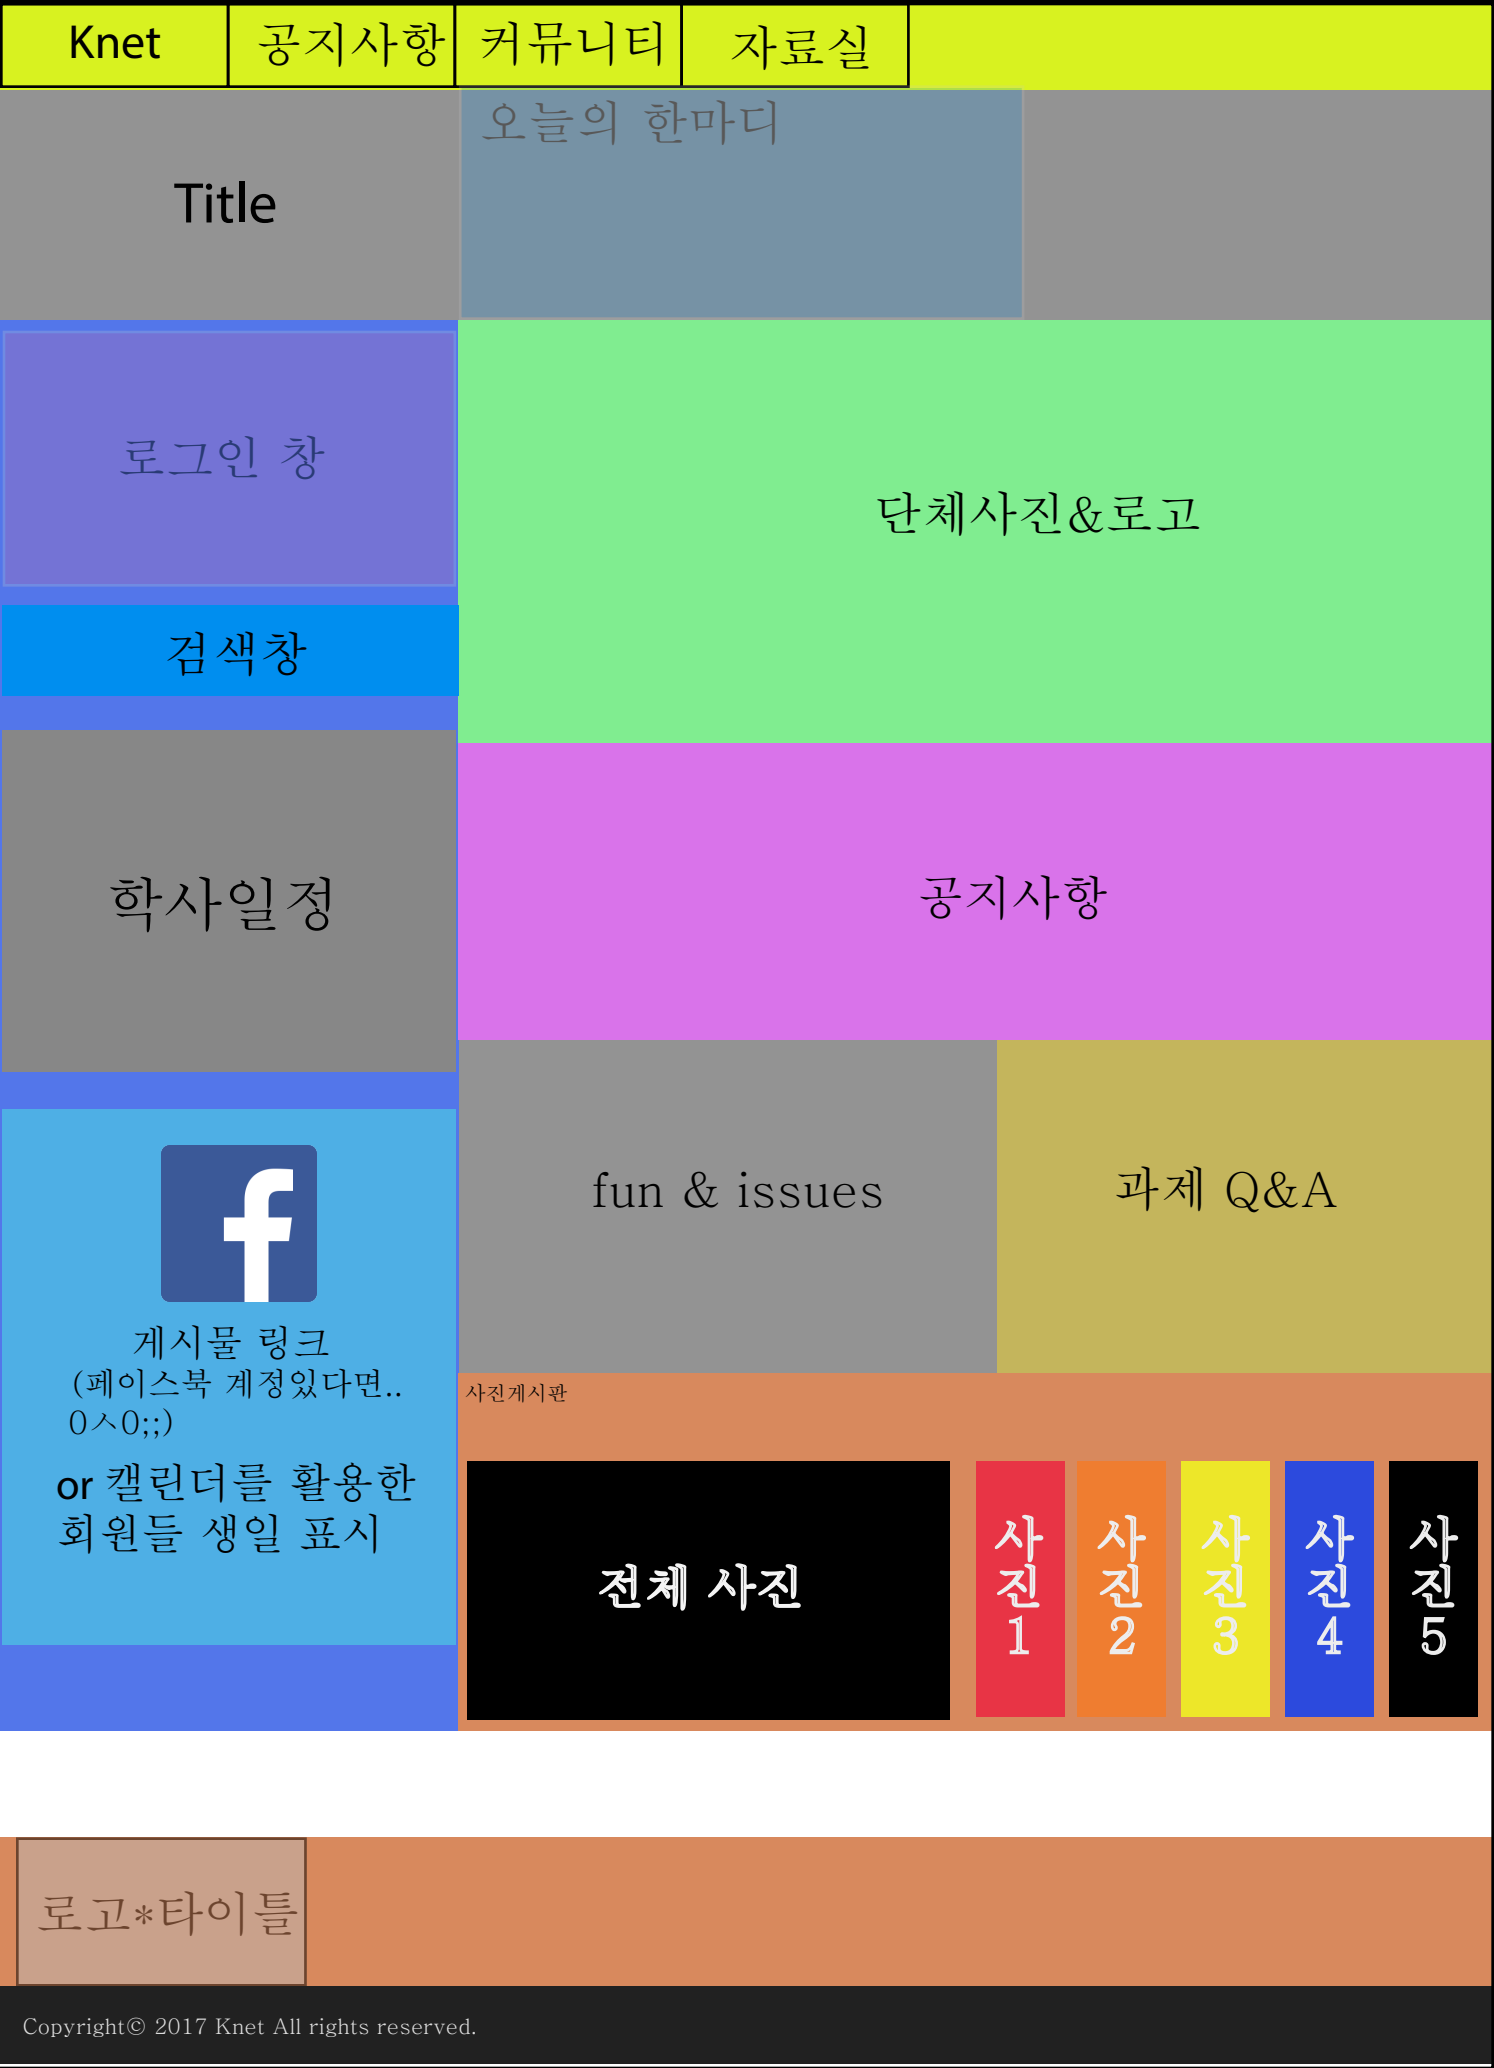 Knet
공지사항
커뮤니티
자료실
오늘의 한마디
Title
로그인 창
단체사진&로고
검색창
학사일정
공지사항
fun & issues
과제 Q&A
게시물 링크
(페이스북 계정있다면..
0ㅅ0;;)
or 캘린더를 활용한
회원들 생일 표시
사진게시판
전체 사진
사
진
1
사
진
2
사
진
3
사
진
4
사
진
5
로고*타이틀
Copyright© 2017 Knet All rights reserved.